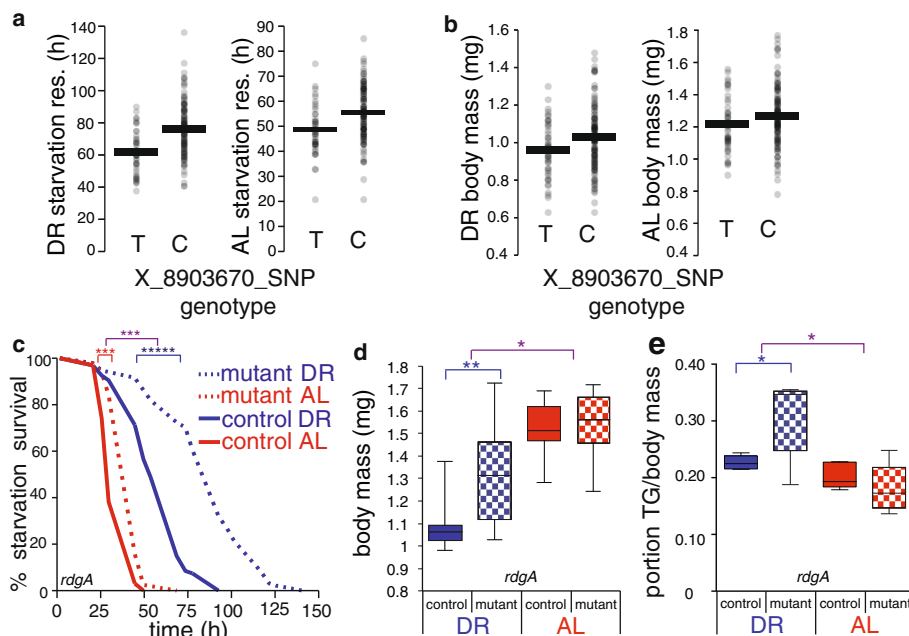 a
DR starvation res. (h)
140
120
100
80
60
40
20
0
T C
AL starvation res. (h)
90
80
70
60
50
40
30
20
10
0
T C
X_8903670_SNP
genotype
b
DR body mass (mg)
1.6
1.4
1.2
1.0
0.8
0.6
0.4
T C
AL body mass (mg)
1.8
1.6
1.4
1.2
1.0
0.8
0.6
0.4
T C
X_8903670_SNP
genotype
c
% starvation survival
100
80
60
40
20
0
***
***
*****
mutant DR
mutant AL
control DR
control AL
rdgA
0 25 50 75 100 125 150
time (h)
d
body mass (mg)
1.8
1.7
1.6
1.5
1.4
1.3
1.2
1.1
1
0.9
0.8
*
**
rdgA
control mutant control mutant
DR AL
e
portion TG/body mass
0.40
0.30
0.20
0.10
0
*
*
rdgA
control mutant control mutant
DR AL